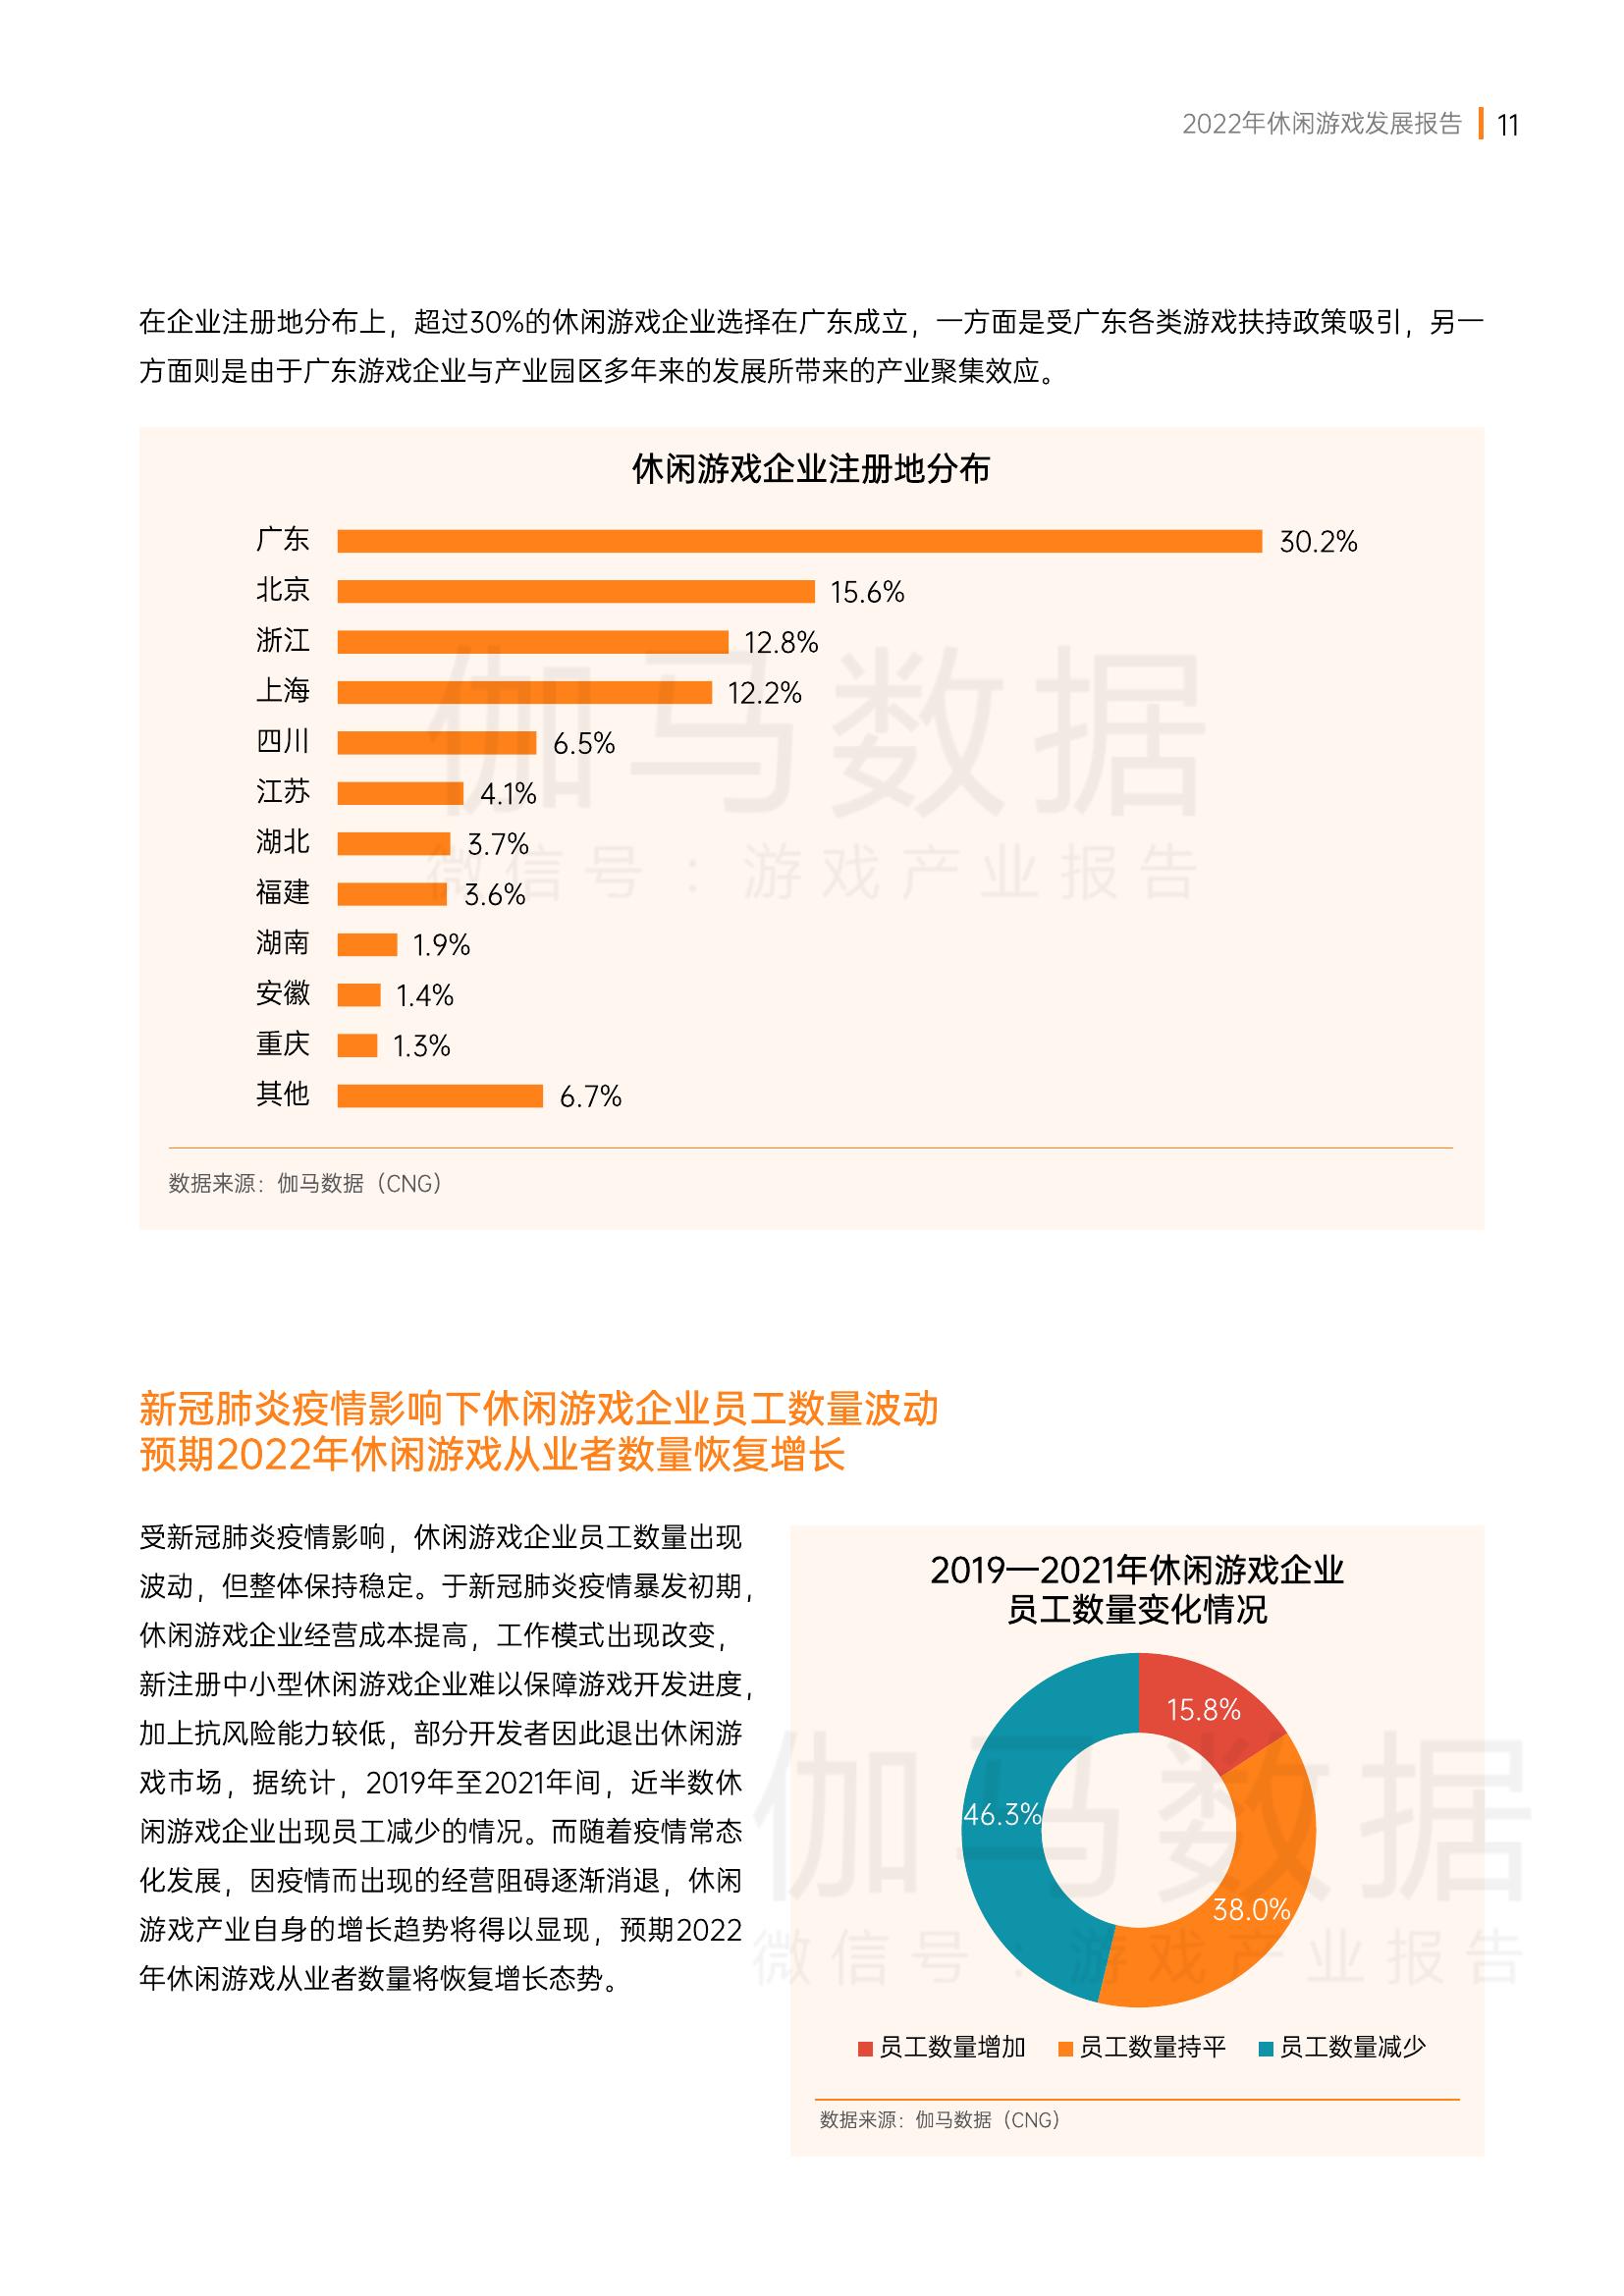 2022年休闲游戏发展报告 11
在企业注册地分布上，超过30%的休闲游戏企业选择在广东成立，一方面是受广东各类游戏扶持政策吸引，另一
方面则是由于广东游戏企业与产业园区多年来的发展所带来的产业聚集效应。
休闲游戏企业注册地分布
广东 30.2%
北京 15.6%
浙江 12.8%
上海 12.2%
四川 6.5%
江苏 4.1%
湖北 3.7%
福建 3.6%
湖南 1.9%
安徽 1.4%
重庆 1.3%
其他 6.7%
伽马数据
微信号：游戏产业报告
数据来源：伽马数据（CNG）
新冠肺炎疫情影响下休闲游戏企业员工数量波动
预期2022年休闲游戏从业者数量恢复增长
受新冠肺炎疫情影响，休闲游戏企业员工数量出现
波动，但整体保持稳定。于新冠肺炎疫情暴发初期，
休闲游戏企业经营成本提高，工作模式出现改变，
新注册中小型休闲游戏企业难以保障游戏开发进度，
加上抗风险能力较低，部分开发者因此退出休闲游
戏市场，据统计，2019年至2021年间，近半数休
闲游戏企业出现员工减少的情况。而随着疫情常态
化发展，因疫情而出现的经营阻碍逐渐消退，休闲
游戏产业自身的增长趋势将得以显现，预期2022
年休闲游戏从业者数量将恢复增长态势。
2019—2021年休闲游戏企业
员工数量变化情况
15.8%
46.3%
38.0%
伽马数据
微信号：游戏产业报告
员工数量增加 员工数量持平 员工数量减少
数据来源：伽马数据（CNG）